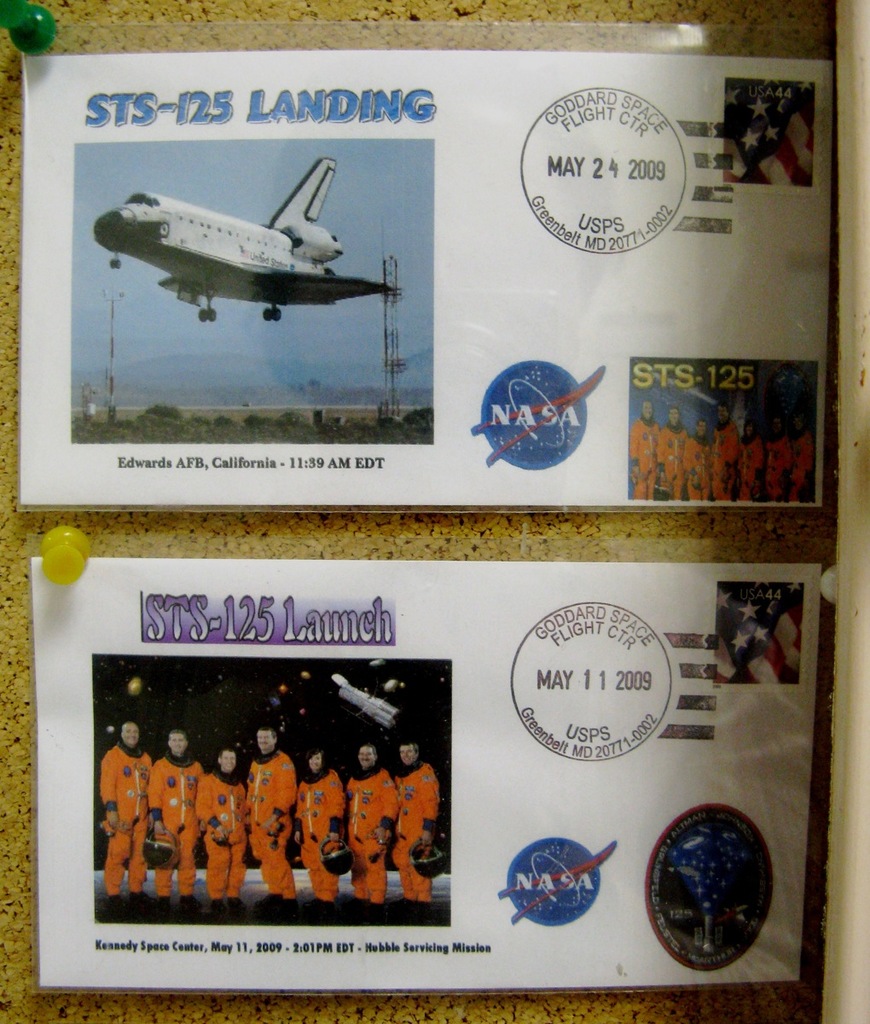 STS-125 LANDING
GODDARD SPACE
FLIGHT CTR
MAY 24 2009
USPS
Greenbelt MD 20771-0002
USA44
United States
NASA
STS-125
Edwards AFB, California - 11:39 AM EDT
STS-125 Launch
GODDARD SPACE
FLIGHT CTR
MAY 11 2009
USPS
Greenbelt MD 20771-0002
USA44
NASA
ALTMAN
125
Kennedy Space Center, May 11, 2009 - 2:01PM EDT - Hubble Servicing Mission